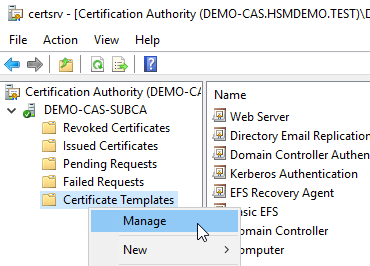 certsrv - [Certification Authority (DEMO-CAS.HSMDEMO.TEST)\D
File Action View Help
Certification Authority (DEMO-CA
DEMO-CAS-SUBCA
Revoked Certificates
Issued Certificates
Pending Requests
Failed Requests
Certificate Templates
Manage
New
Name
Web Server
Directory Email Replication
Domain Controller Authen
Kerberos Authentication
EFS Recovery Agent
asic EFS
omain Controller
omputer